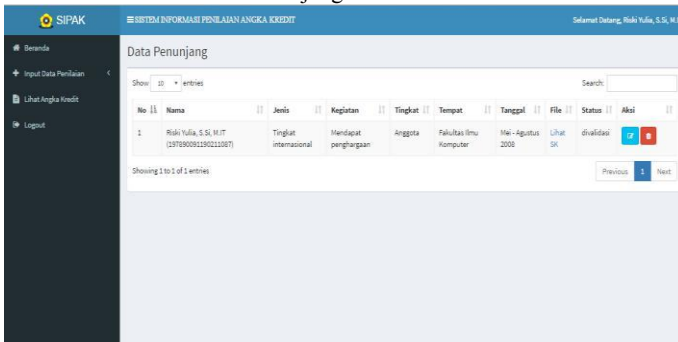 SIPAK
SISTEM INFORMASI PENILAIAN ANGKA KREDIT
Selamat Datang, Riski Yulia, S.Si, M.
Beranda
Input Data Penilaian
Lihat Angka Kredit
Logout
Data Penunjang
Show 10 entries
Search:
No Nama Jenis Kegiatan Tingkat Tempat Tanggal File Status Aksi
1 Riski Yulia, S.Si, M.IT Tingkat Mendapat Anggota Fakultas Ilmu Mei - Agustus Lihat divalidasi
(197890091190211087) internasional penghargaan Komputer 2008 SK
Showing 1 to 1 of 1 entries
Previous 1 Next